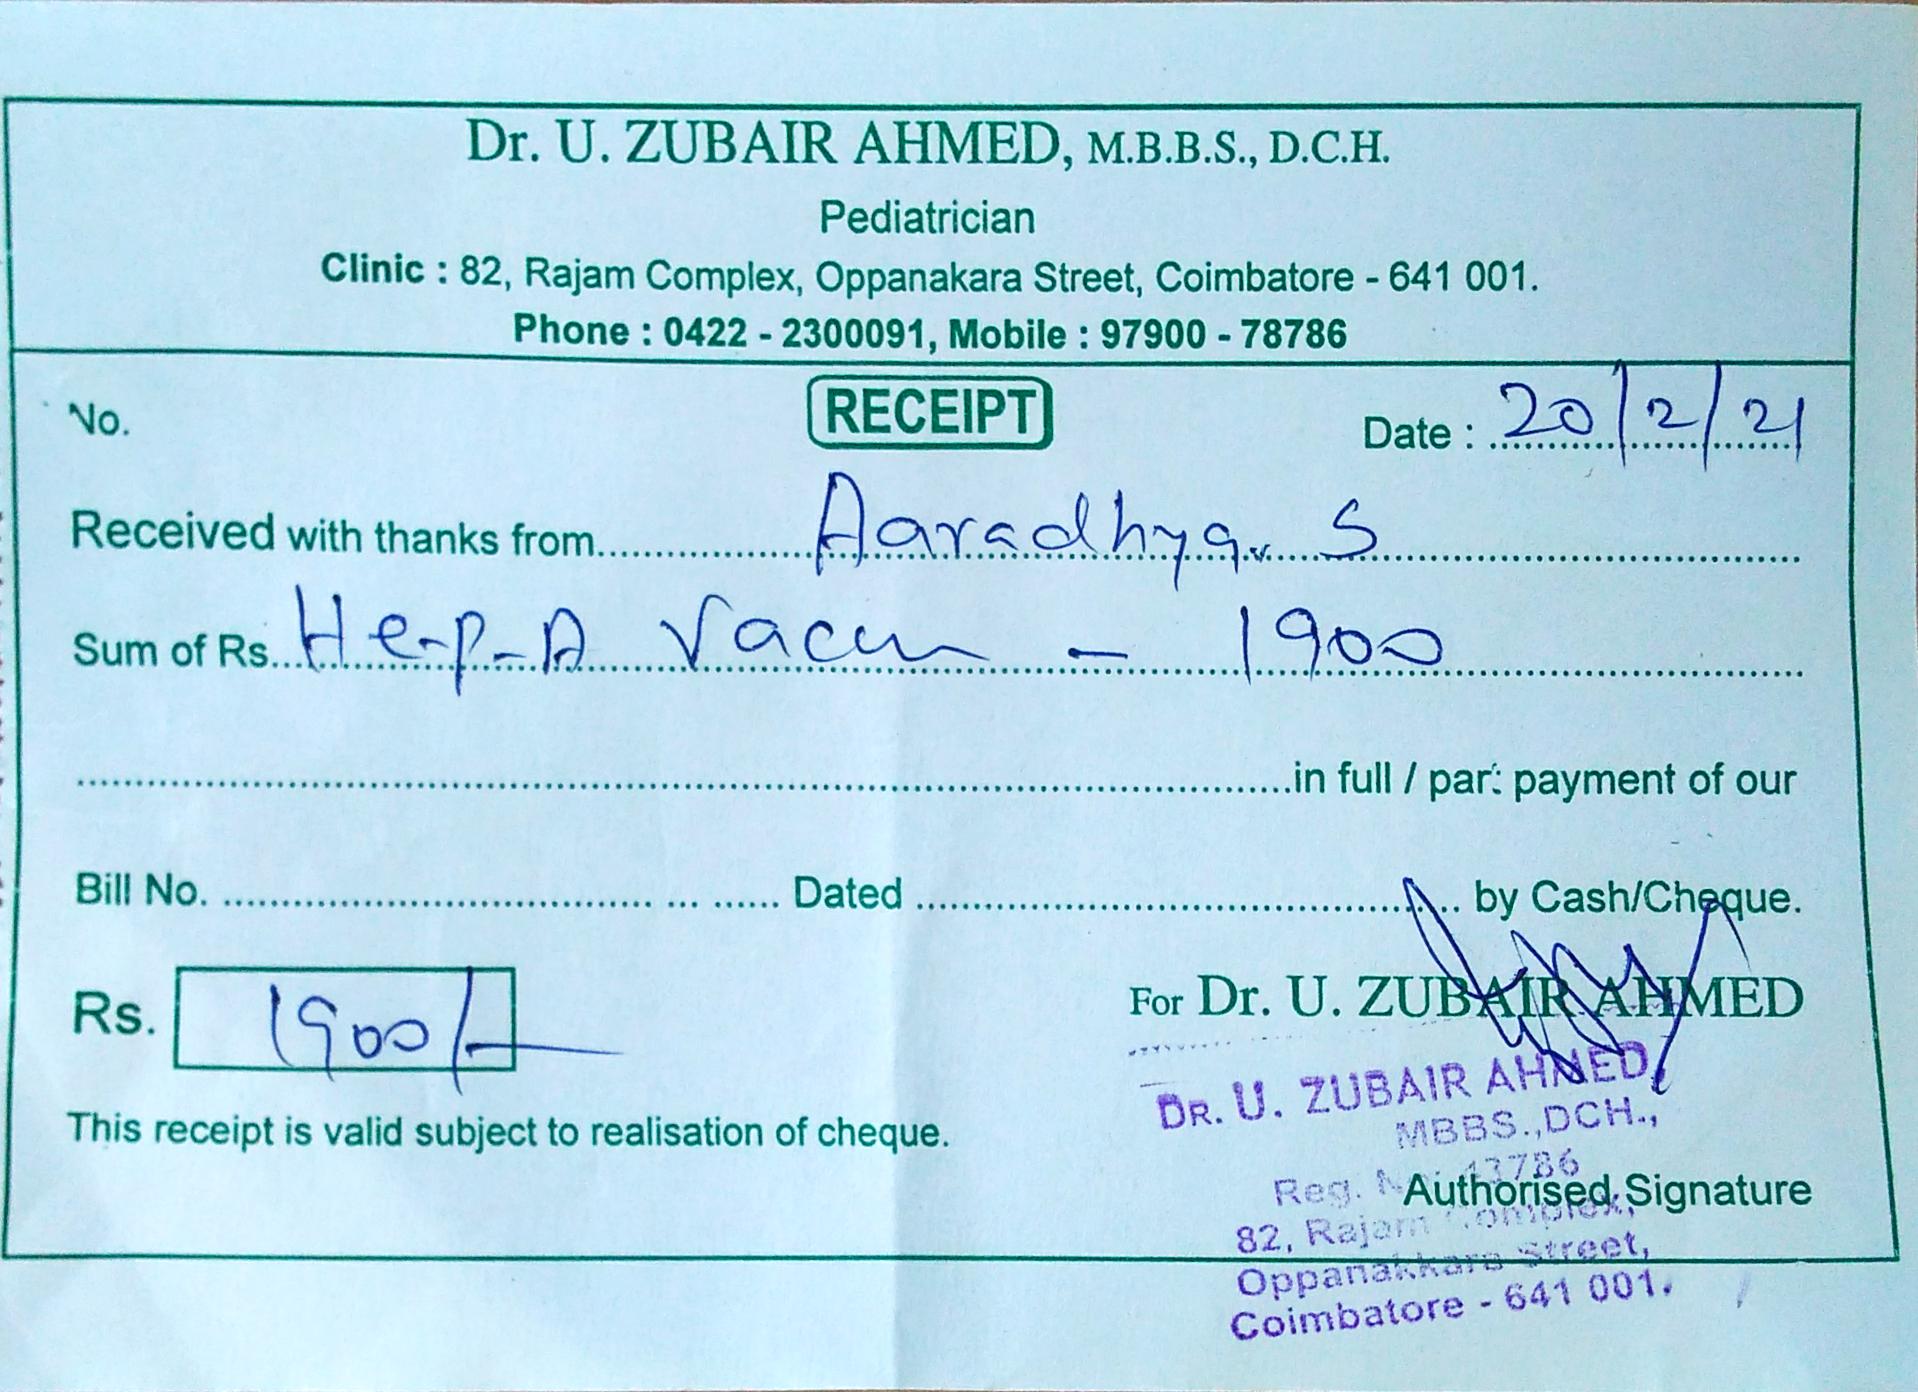 Dr. U. ZUBAIR AHMED, M.B.B.S., D.C.H.
Pediatrician
Clinic : 82, Rajam Complex, Oppanakara Street, Coimbatore - 641 001.
Phone : 0422 - 2300091, Mobile : 97900 - 78786
No. RECEIPT Date : 20/2/21
Received with thanks from Aaradhya. S
Sum of Rs. Hep-A - 1900
in full / part payment of our
Bill No. Dated by Cash/Cheque.
Rs. 1900/-
For Dr. U. ZUBAIR AHMED
DR. U. ZUBAIR AHMED,
MBBS.,DCH.,
This receipt is valid subject to realisation of cheque.
Reg. 43786
Authorised Signature
82, Rajam Complex,
Oppanakkara Street,
Coimbatore - 641 001.